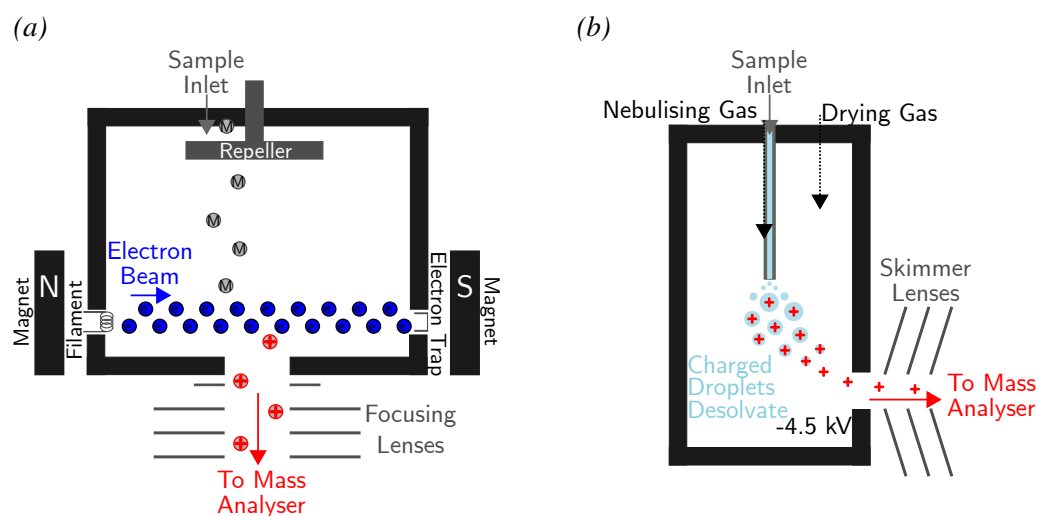 (a)
Sample
Inlet
M
Repeller
M
M
M
M
Electron
Beam
N
Magnet
Filament
e e e e e e e e e
e e e e e e e e e e
Electron Trap
S
Magnet
+
+
+
+
Focusing
Lenses
To Mass
Analyser
(b)
Sample
Inlet
Nebulising Gas
Drying Gas
Skimmer
Lenses
+
+
+
+
+
+
+
+
+
+
+
+
Charged
Droplets
Desolvate
-4.5 kV
To Mass
Analyser